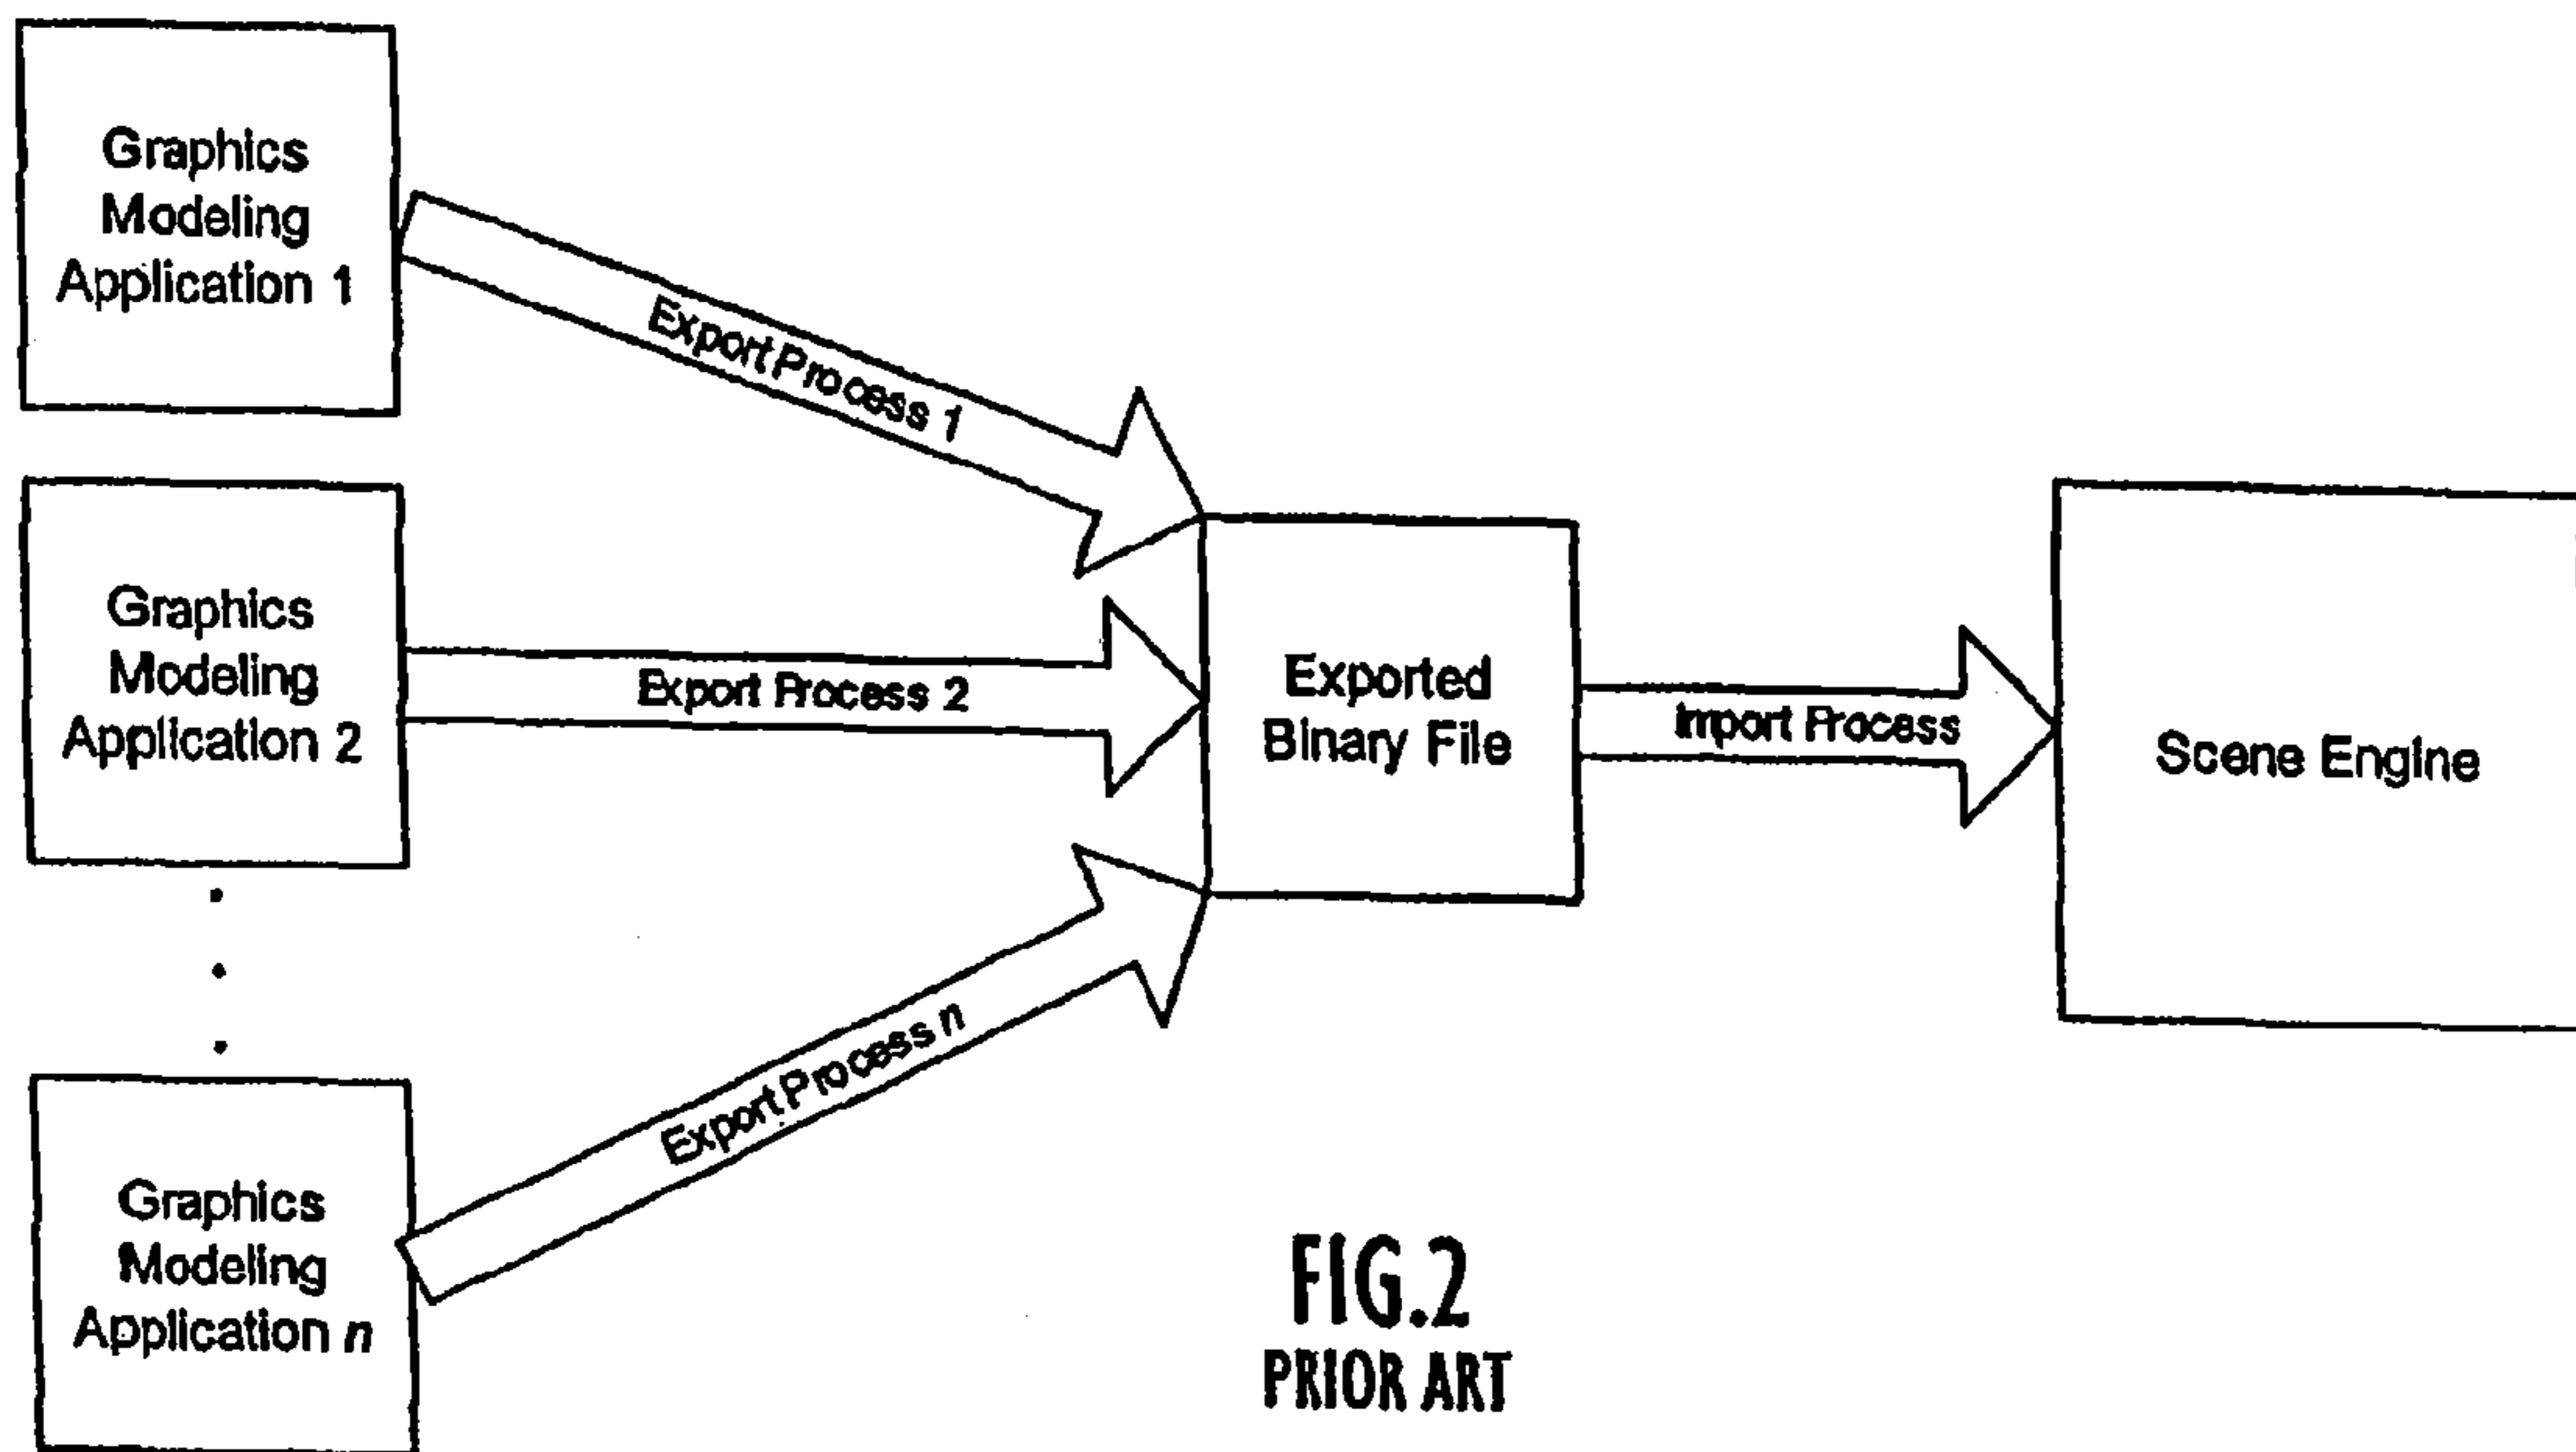 Graphics
Modeling
Application 1
Export Process 1
Graphics
Modeling
Application 2
Export Process 2
Exported
Binary File
Import Process
Scene Engine
Export Process n
Graphics
Modeling
Application n
FIG.2
PRIOR ART